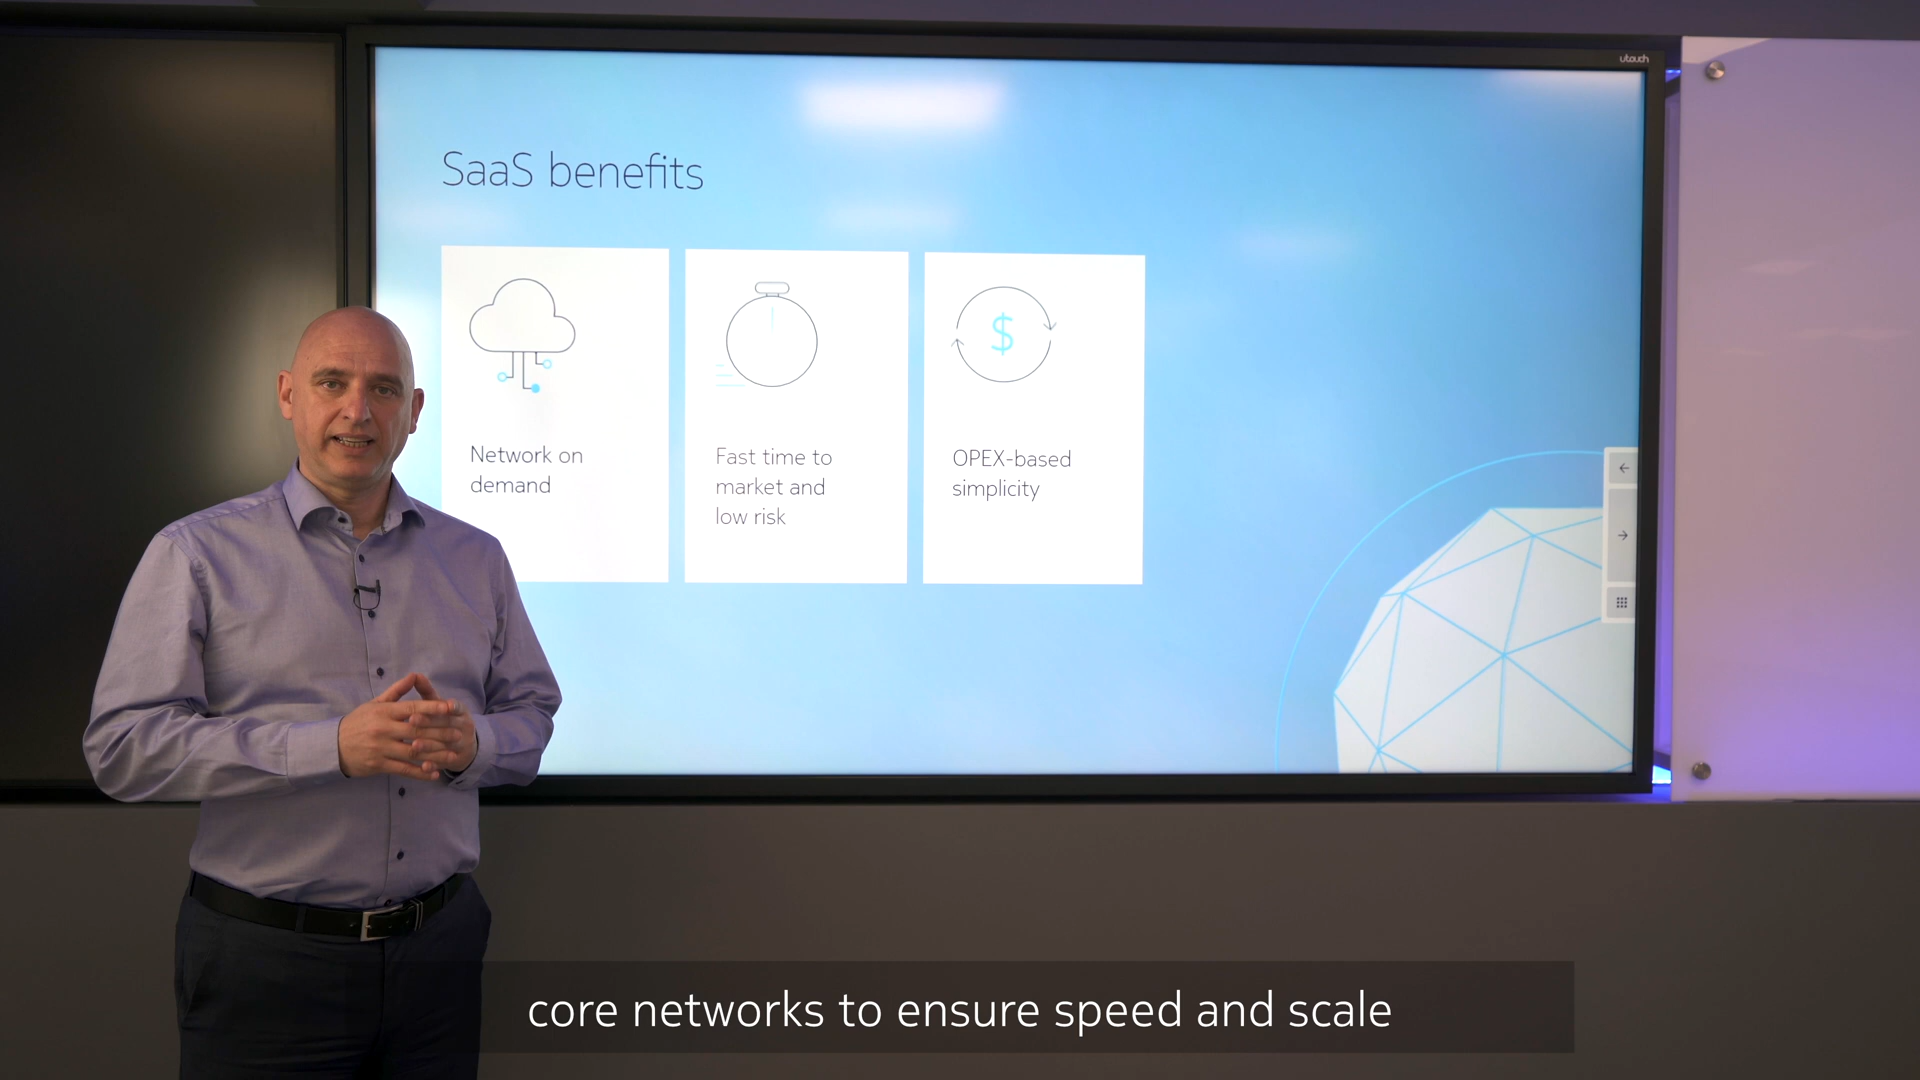 utouch
SaaS benefits
Network on
demand
Fast time to
market and
low risk
$
OPEX-based
simplicity
core networks to ensure speed and scale